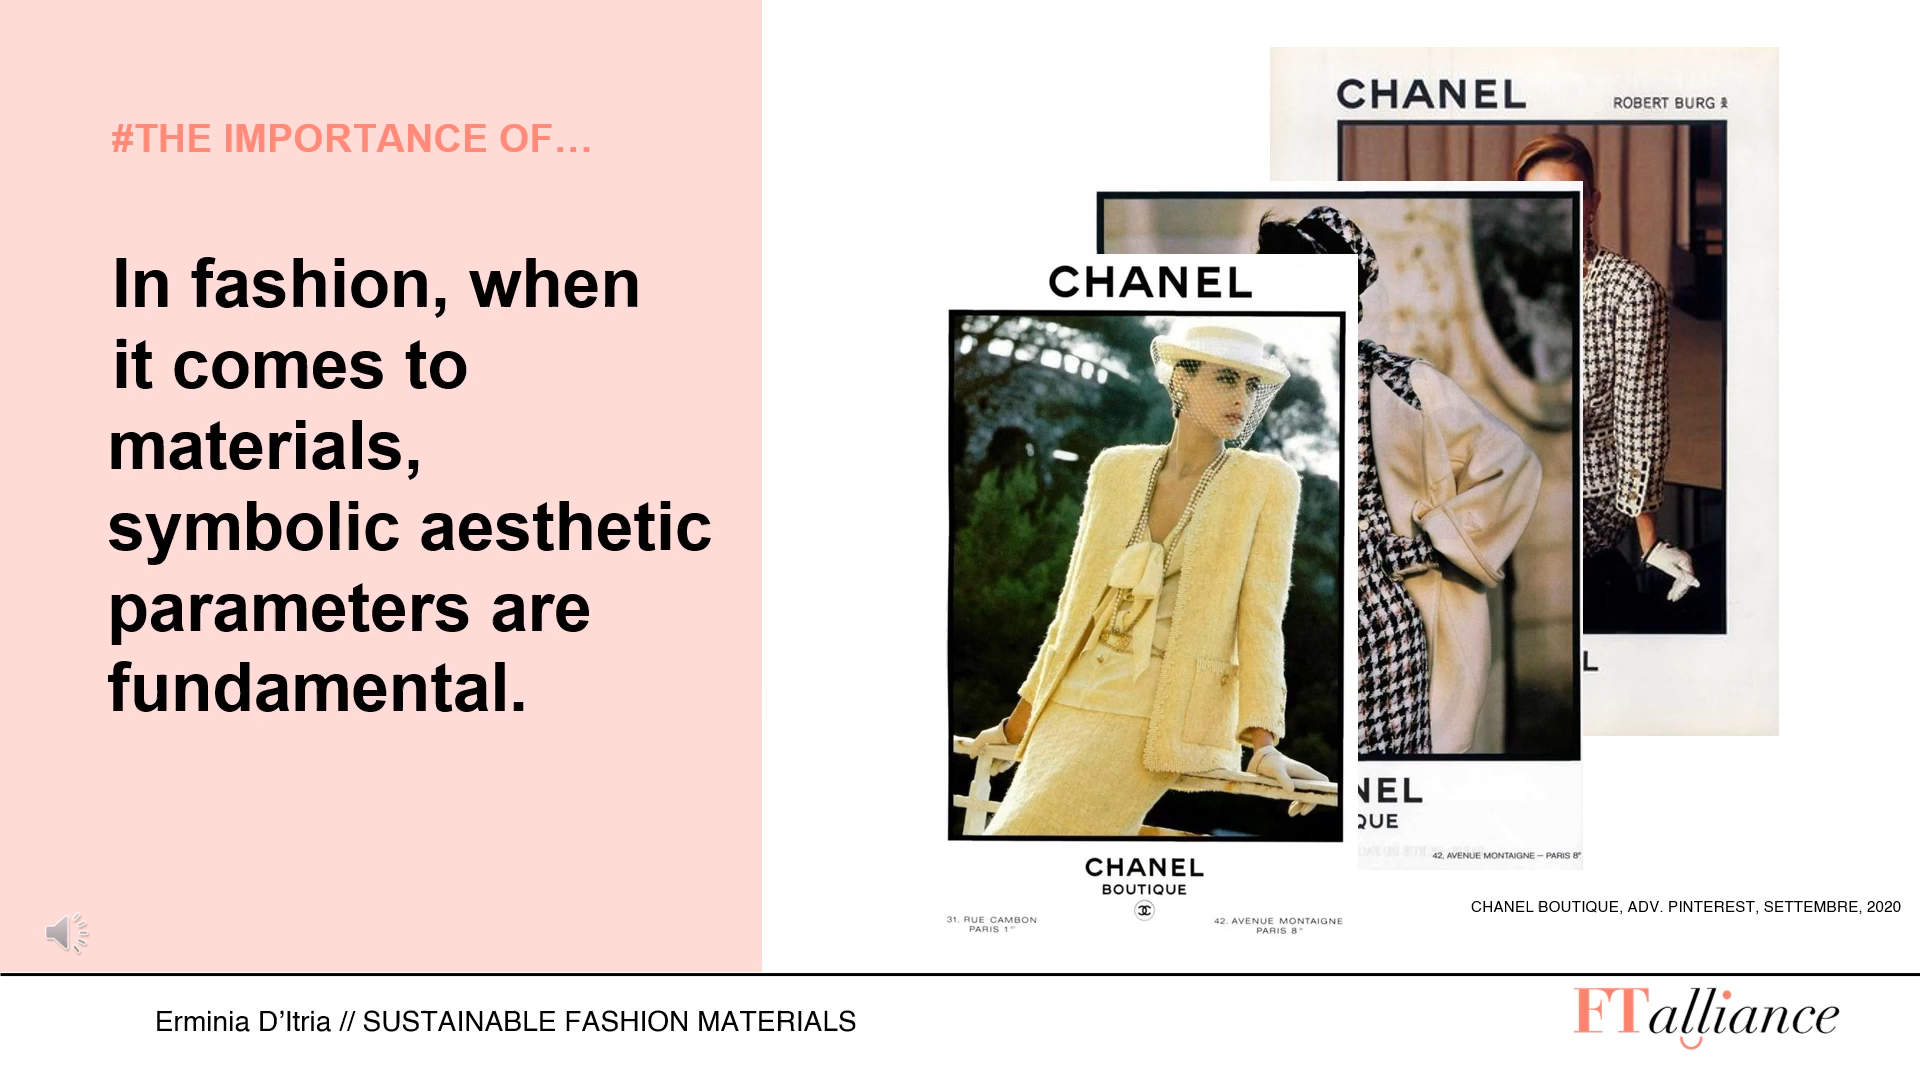 #THE IMPORTANCE OF…
In fashion, when
it comes to
materials,
symbolic aesthetic
parameters are
fundamental.
CHANEL
ROBERT BURG
L
NEL
QUE
42, AVENUE MONTAIGNE – PARIS 8e
CHANEL
CHANEL
BOUTIQUE
31. RUE CAMBON
PARIS 1er
42. AVENUE MONTAIGNE
PARIS 8e
CHANEL BOUTIQUE, ADV. PINTEREST, SETTEMBRE, 2020
Erminia D’Itria // SUSTAINABLE FASHION MATERIALS
FTalliance